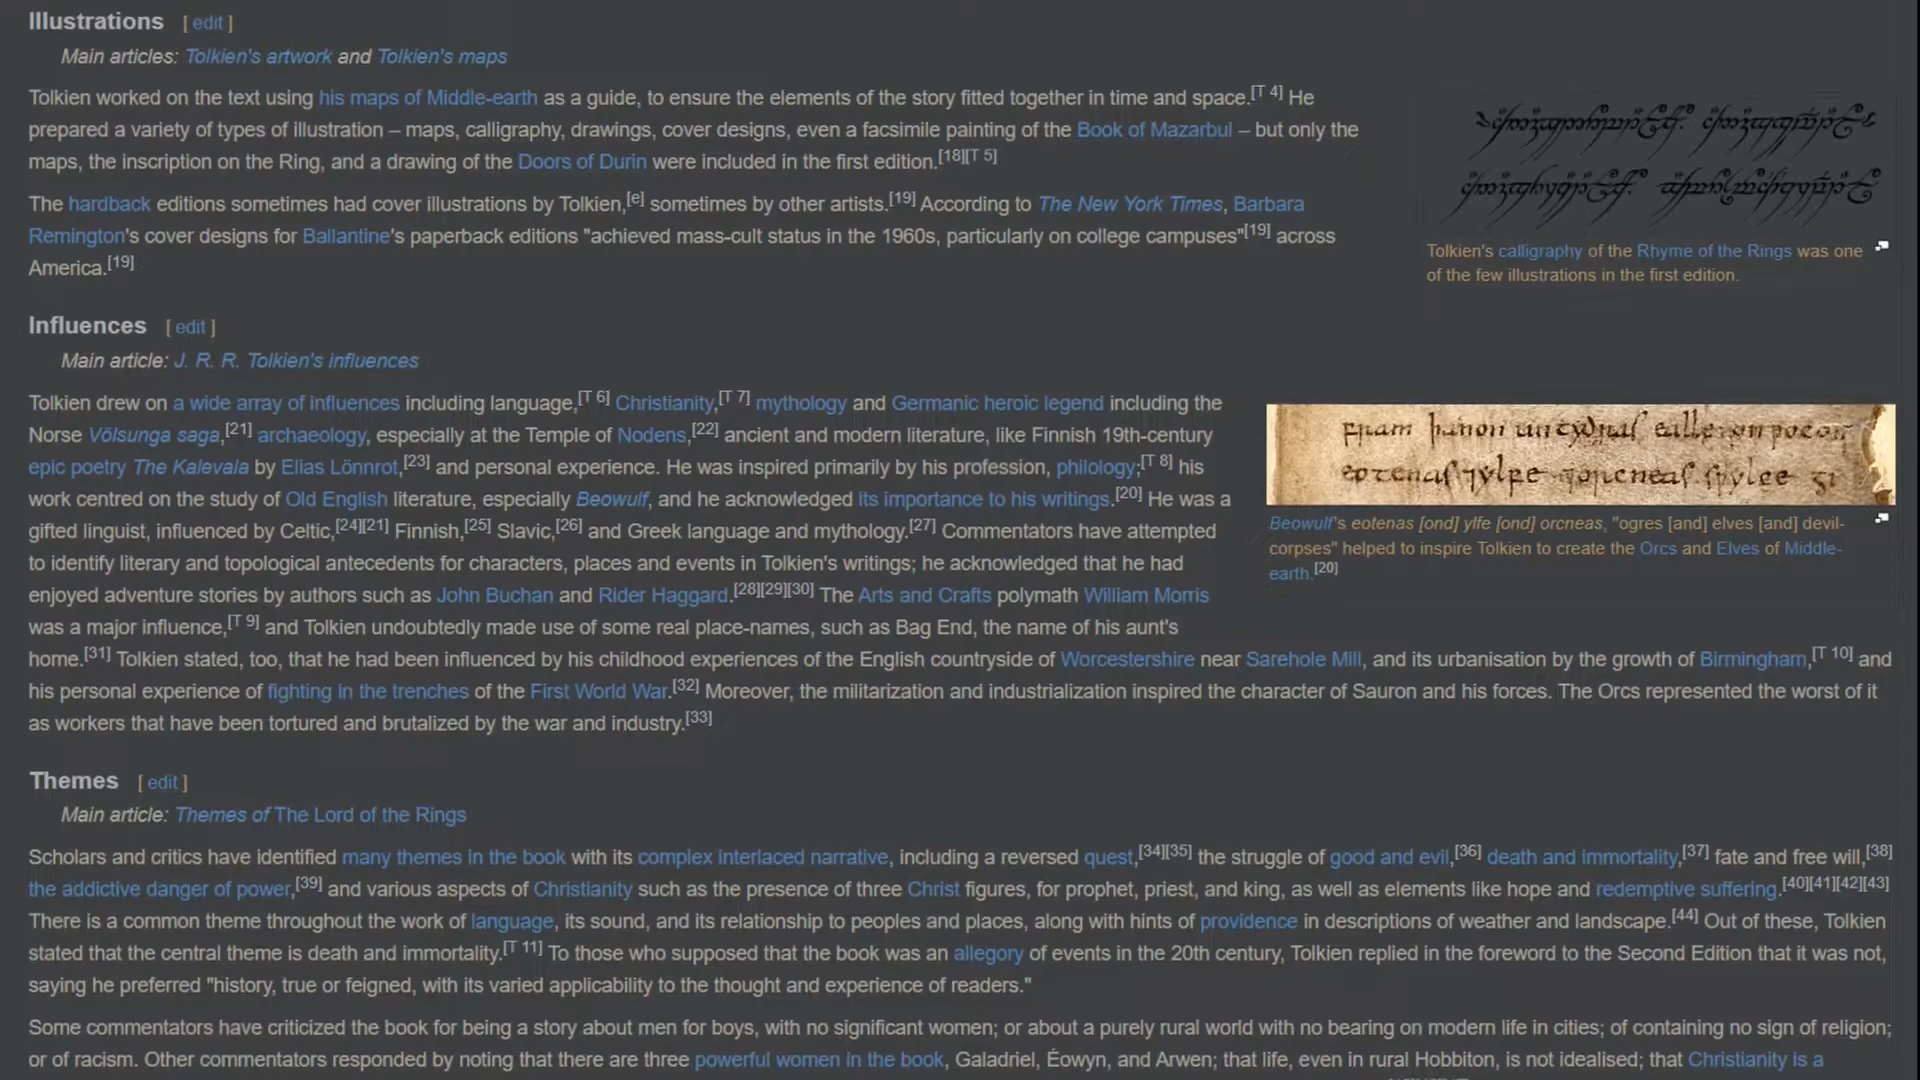 Illustrations [ edit ]
Main articles: Tolkien's artwork and Tolkien's maps
Tolkien worked on the text using his maps of Middle-earth as a guide, to ensure the elements of the story fitted together in time and space.[T 4] He
prepared a variety of types of illustration – maps, calligraphy, drawings, cover designs, even a facsimile painting of the Book of Mazarbul – but only the
maps, the inscription on the Ring, and a drawing of the Doors of Durin were included in the first edition.[18][T 5]
The hardback editions sometimes had cover illustrations by Tolkien,[e] sometimes by other artists.[19] According to The New York Times, Barbara
Remington's cover designs for Ballantine's paperback editions "achieved mass-cult status in the 1960s, particularly on college campuses"[19] across
America.[19]
Tolkien's calligraphy of the Rhyme of the Rings was one
of the few illustrations in the first edition.
Influences [ edit ]
Main article: J. R. R. Tolkien's influences
Tolkien drew on a wide array of influences including language,[T 6] Christianity,[T 7] mythology and Germanic heroic legend including the
Norse Völsunga saga,[21] archaeology, especially at the Temple of Nodens,[22] ancient and modern literature, like Finnish 19th-century
epic poetry The Kalevala by Elias Lönnrot,[23] and personal experience. He was inspired primarily by his profession, philology;[T 8] his
work centred on the study of Old English literature, especially Beowulf, and he acknowledged its importance to his writings.[20] He was a
gifted linguist, influenced by Celtic,[24][21] Finnish,[25] Slavic,[26] and Greek language and mythology.[27] Commentators have attempted
to identify literary and topological antecedents for characters, places and events in Tolkien's writings; he acknowledged that he had
enjoyed adventure stories by authors such as John Buchan and Rider Haggard.[28][29][30] The Arts and Crafts polymath William Morris
was a major influence,[T 9] and Tolkien undoubtedly made use of some real place-names, such as Bag End, the name of his aunt's
home.[31] Tolkien stated, too, that he had been influenced by his childhood experiences of the English countryside of Worcestershire near Sarehole Mill, and its urbanisation by the growth of Birmingham,[T 10] and
his personal experience of fighting in the trenches of the First World War.[32] Moreover, the militarization and industrialization inspired the character of Sauron and his forces. The Orcs represented the worst of it
as workers that have been tortured and brutalized by the war and industry.[33]
Beowulf's eotenas [ond] ylfe [ond] orcneas, "ogres [and] elves [and] devil-
corpses" helped to inspire Tolkien to create the Orcs and Elves of Middle-
earth.[20]
Themes [ edit ]
Main article: Themes of The Lord of the Rings
Scholars and critics have identified many themes in the book with its complex interlaced narrative, including a reversed quest,[34][35] the struggle of good and evil,[36] death and immortality,[37] fate and free will,[38]
the addictive danger of power,[39] and various aspects of Christianity such as the presence of three Christ figures, for prophet, priest, and king, as well as elements like hope and redemptive suffering.[40][41][42][43]
There is a common theme throughout the work of language, its sound, and its relationship to peoples and places, along with hints of providence in descriptions of weather and landscape.[44] Out of these, Tolkien
stated that the central theme is death and immortality.[T 11] To those who supposed that the book was an allegory of events in the 20th century, Tolkien replied in the foreword to the Second Edition that it was not,
saying he preferred "history, true or feigned, with its varied applicability to the thought and experience of readers."
Some commentators have criticized the book for being a story about men for boys, with no significant women; or about a purely rural world with no bearing on modern life in cities; of containing no sign of religion;
or of racism. Other commentators responded by noting that there are three powerful women in the book, Galadriel, Éowyn, and Arwen; that life, even in rural Hobbiton, is not idealised; that Christianity is a